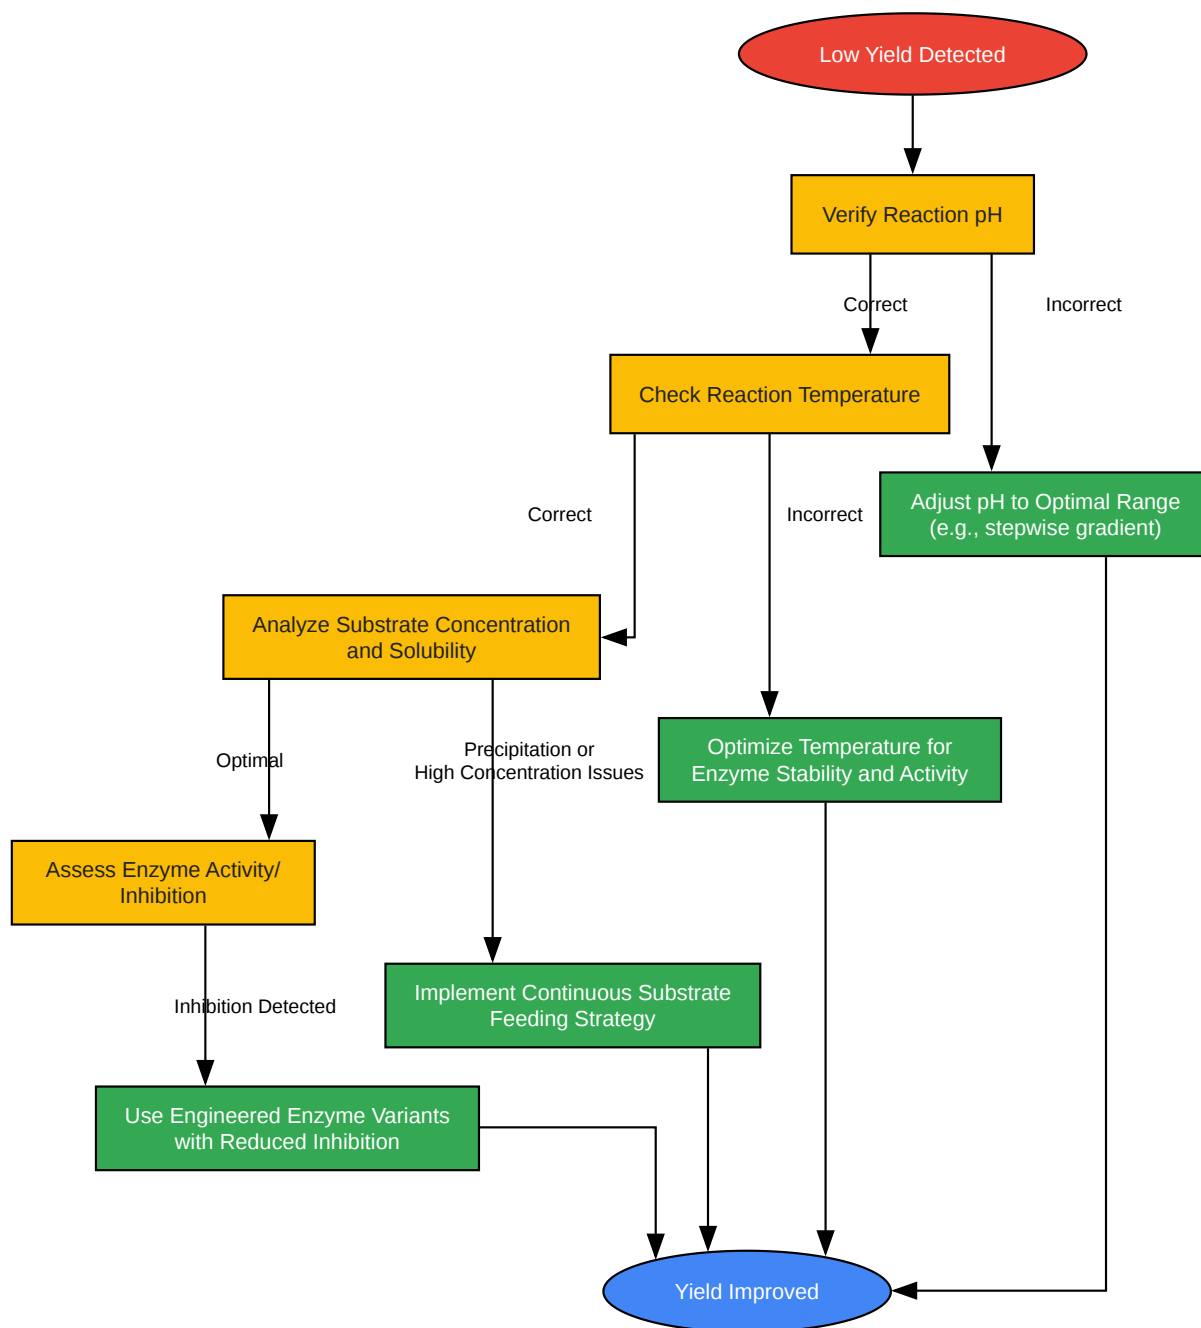 Low Yield Detected
Verify Reaction pH
Correct
Incorrect
Check Reaction Temperature
Correct
Incorrect
Adjust pH to Optimal Range
(e.g., stepwise gradient)
Analyze Substrate Concentration
and Solubility
Optimal
Precipitation or
High Concentration Issues
Optimize Temperature for
Enzyme Stability and Activity
Assess Enzyme Activity/
Inhibition
Inhibition Detected
Implement Continuous Substrate
Feeding Strategy
Use Engineered Enzyme Variants
with Reduced Inhibition
Yield Improved